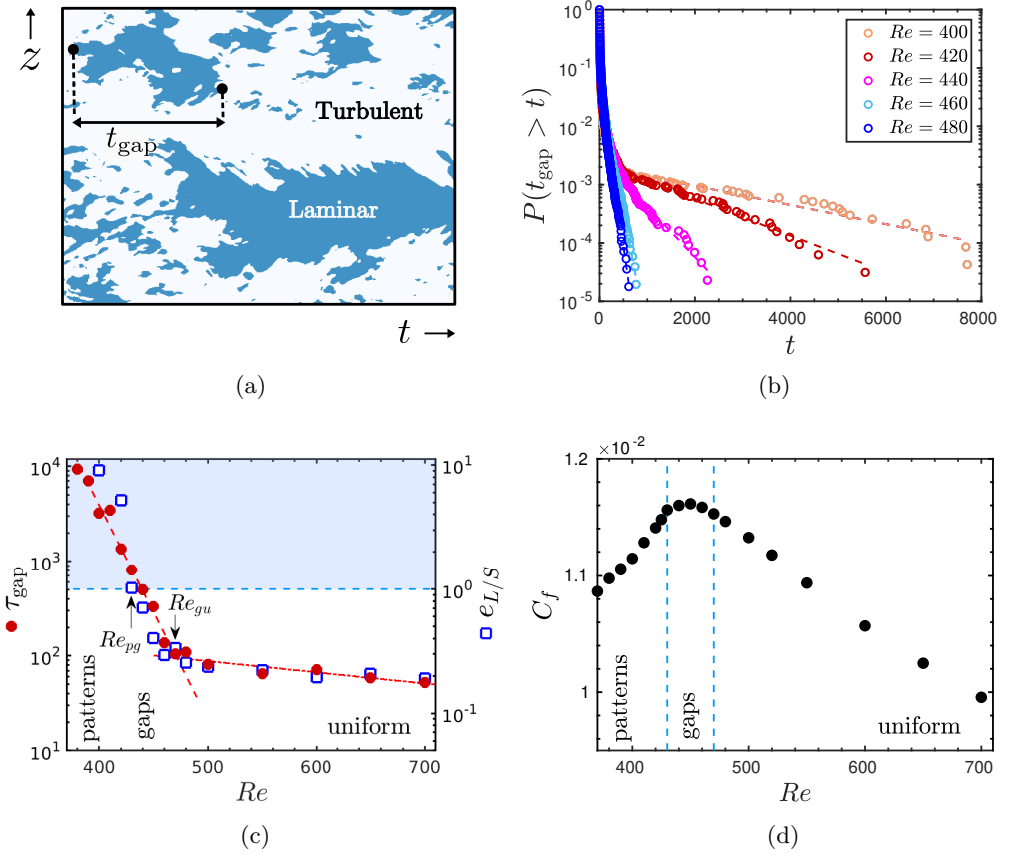 z
t_gap
Turbulent
Laminar
t
(a)
10^0
10^-1
10^-2
10^-3
10^-4
10^-5
P(t_gap > t)
0 2000 4000 6000 8000
t
Re = 400
Re = 420
Re = 440
Re = 460
Re = 480
(b)
10^4
10^3
10^2
10^1
τ_gap
10^1
10^0
10^-1
e_L/S
Re_pg
Re_gu
patterns
gaps
uniform
400 500 600 700
Re
(c)
×10^-2
1.2
1.1
1
C_f
patterns
gaps
uniform
400 500 600 700
Re
(d)